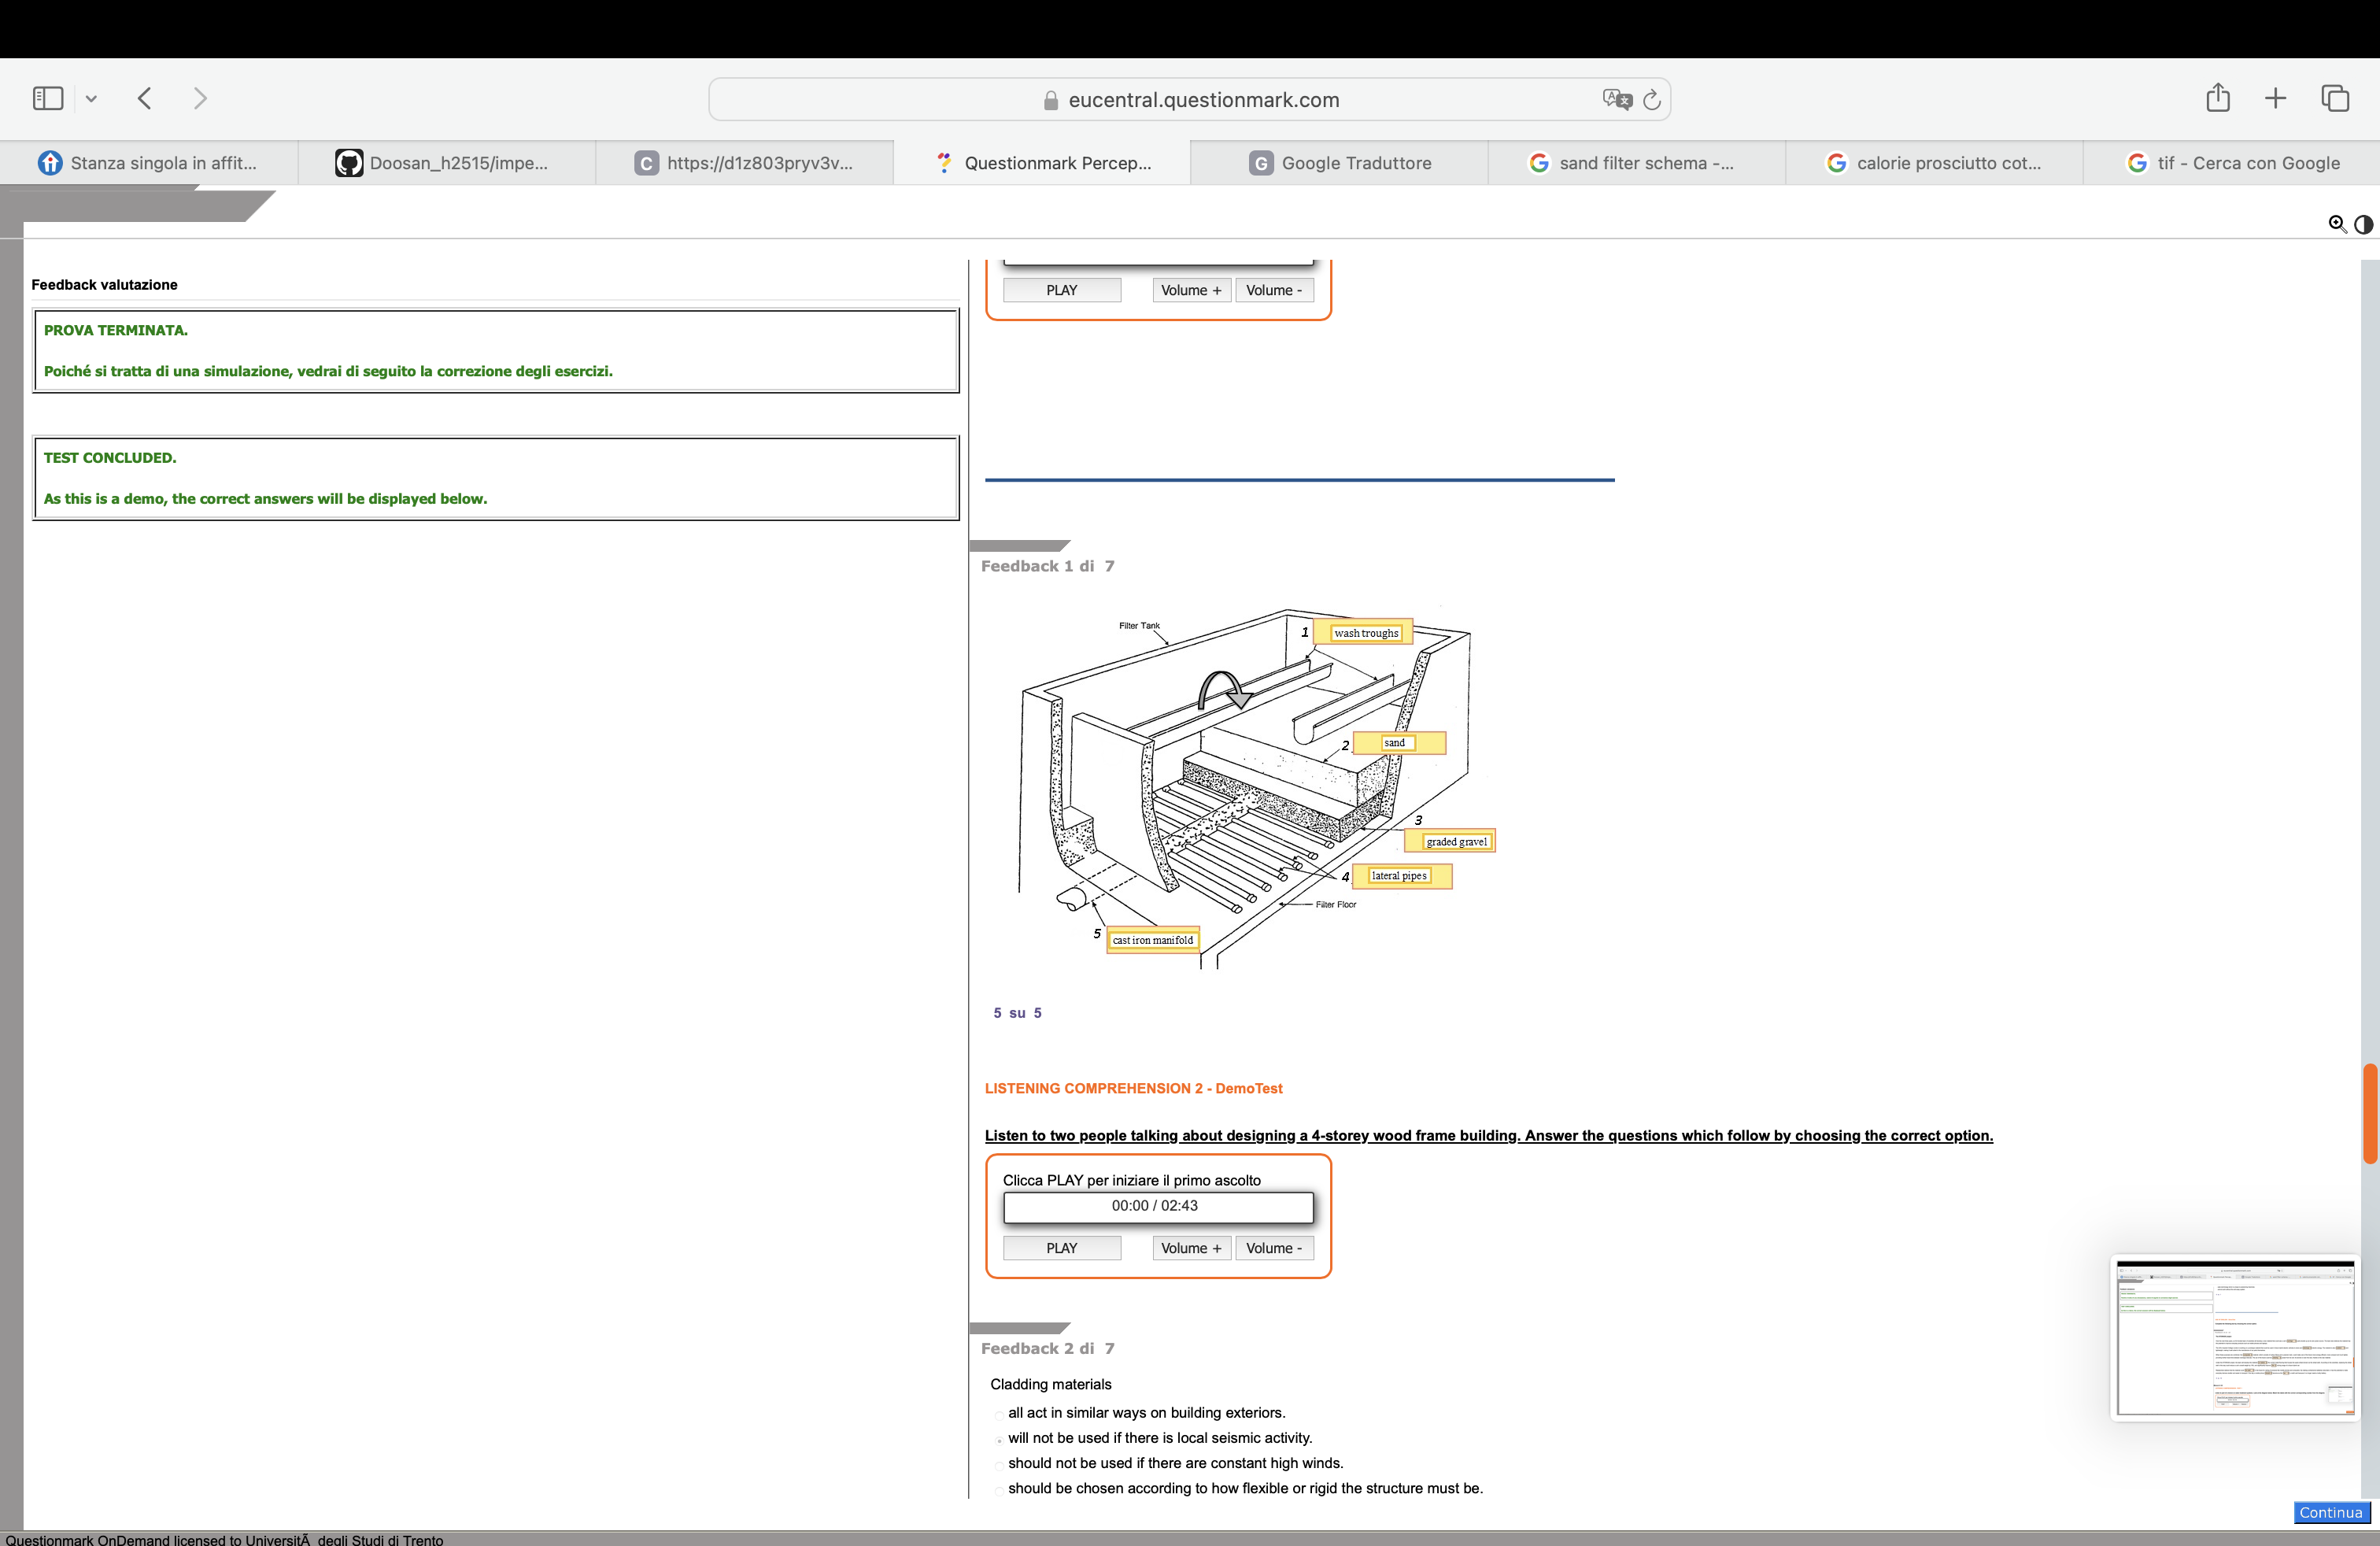 eucentral.questionmark.com
Stanza singola in affit...
Doosan_h2515/impe...
C https://d1z803pryv3v...
Questionmark Percep...
G Google Traduttore
sand filter schema -...
calorie prosciutto cot...
tif - Cerca con Google
Feedback valutazione
PROVA TERMINATA.
Poiché si tratta di una simulazione, vedrai di seguito la correzione degli esercizi.
TEST CONCLUDED.
As this is a demo, the correct answers will be displayed below.
PLAY Volume + Volume -
Feedback 1 di 7
Filter Tank
1 wash troughs
2 sand
3
graded gravel
4 lateral pipes
Filter Floor
5 cast iron manifold
5 su 5
LISTENING COMPREHENSION 2 - DemoTest
Listen to two people talking about designing a 4-storey wood frame building. Answer the questions which follow by choosing the correct option.
Clicca PLAY per iniziare il primo ascolto
00:00 / 02:43
PLAY Volume + Volume -
Feedback 2 di 7
Cladding materials
all act in similar ways on building exteriors.
will not be used if there is local seismic activity.
should not be used if there are constant high winds.
should be chosen according to how flexible or rigid the structure must be.
Continua
Questionmark OnDemand licensed to UniversitÃ degli Studi di Trento